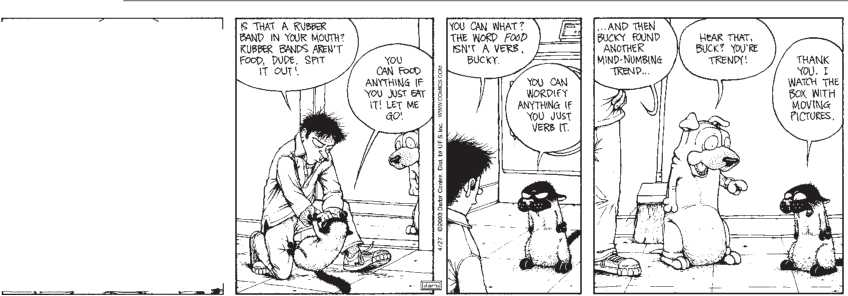 IS THAT A RUBBER
BAND IN YOUR MOUTH?
RUBBER BANDS AREN'T
FOOD, DUDE. SPIT
IT OUT!
YOU
CAN FOOD
ANYTHING IF
YOU JUST EAT
IT! LET ME
GO!
4/27 ©2003 Darby Conley. Dist. by UFS, Inc. WWW.COMICS.COM
YOU CAN WHAT?
THE WORD FOOD
ISN'T A VERB,
BUCKY.
YOU CAN
WORDIFY
ANYTHING IF
YOU JUST
VERB IT.
...AND THEN
BUCKY FOUND
ANOTHER
MIND-NUMBING
TREND...
HEAR THAT,
BUCK? YOU'RE
TRENDY!
THANK
YOU. I
WATCH THE
BOX WITH
MOVING
PICTURES.